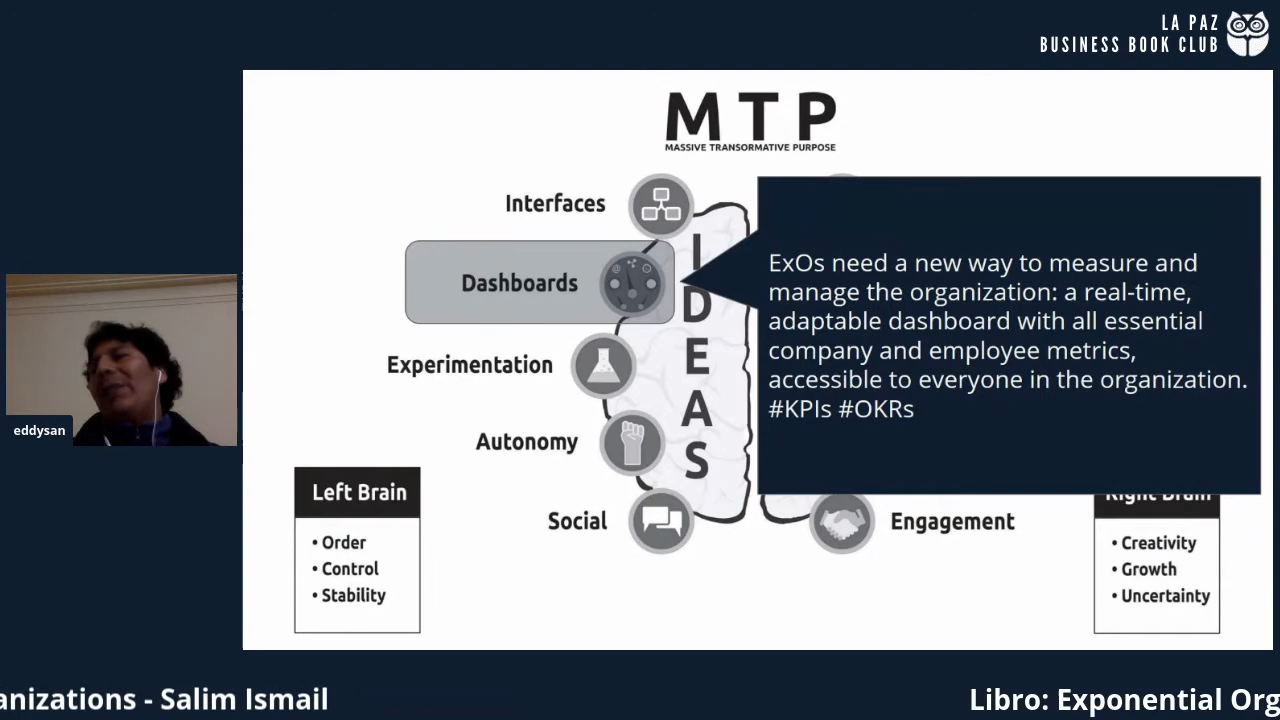 LA PAZ
BUSINESS BOOK CLUB
MTP
MASSIVE TRANSORMATIVE PURPOSE
Interfaces
Dashboards
Experimentation
Autonomy
Social
I
D
E
A
S
ExOs need a new way to measure and
manage the organization: a real-time,
adaptable dashboard with all essential
company and employee metrics,
accessible to everyone in the organization.
#KPIs #OKRs
Engagement
Left Brain
• Order
• Control
• Stability
Right Brain
• Creativity
• Growth
• Uncertainty
eddysan
anizations - Salim Ismail
Libro: Exponential Org